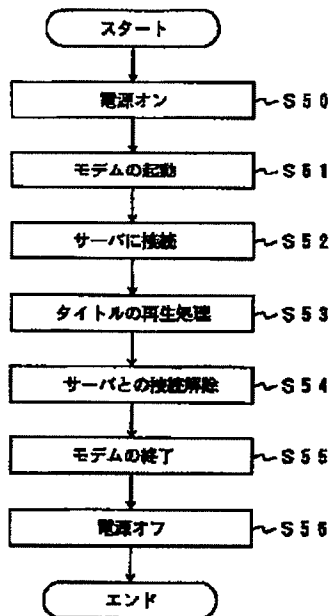 スタート
電源オン ~S50
モデムの起動 ~S51
サーバに接続 ~S52
タイトルの再生処理 ~S53
サーバとの接続解除 ~S54
モデムの終了 ~S55
電源オフ ~S56
エンド